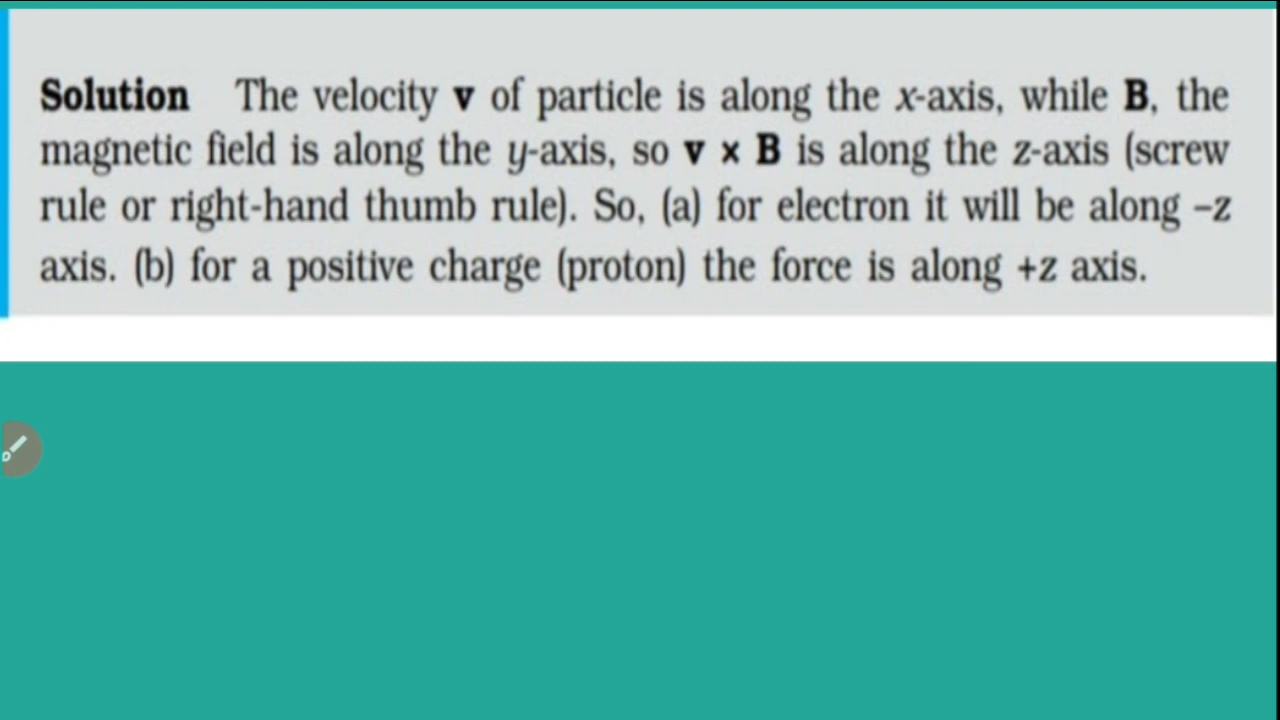 Solution The velocity v of particle is along the x-axis, while B, the
magnetic field is along the y-axis, so v × B is along the z-axis (screw
rule or right-hand thumb rule). So, (a) for electron it will be along –z
axis. (b) for a positive charge (proton) the force is along +z axis.